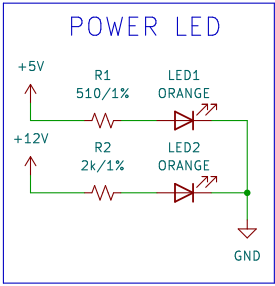 POWER LED
+5V
R1
510/1%
LED1
ORANGE
+12V
R2
2k/1%
LED2
ORANGE
GND